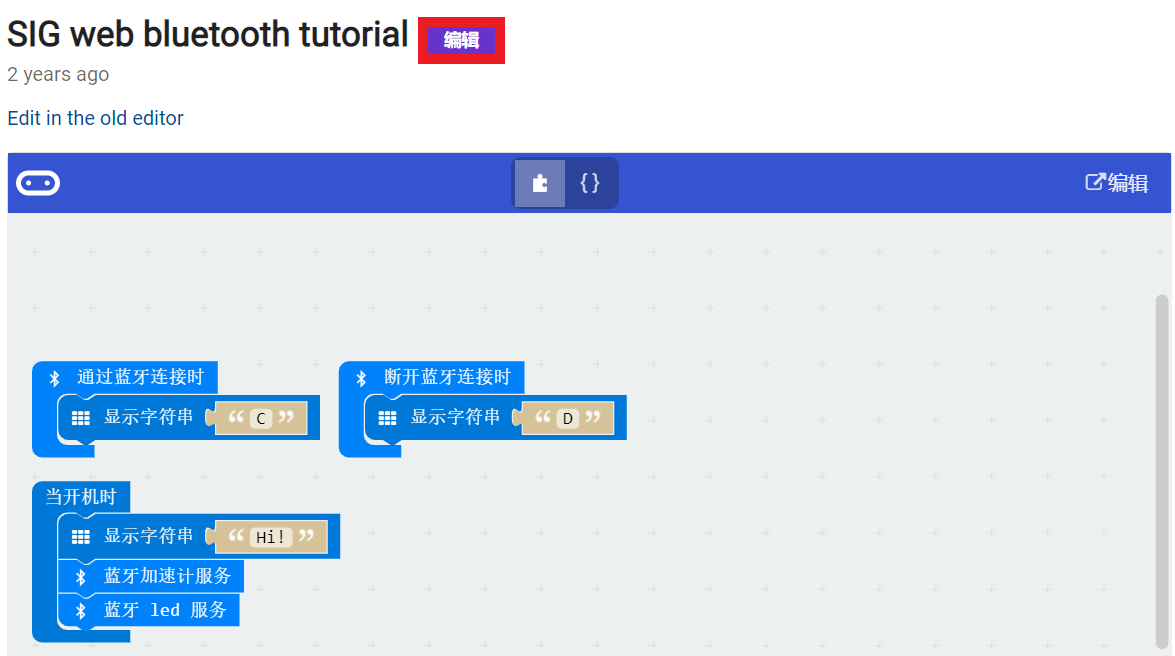 SIG web bluetooth tutorial 编辑
2 years ago
Edit in the old editor
{} 编辑
通过蓝牙连接时
显示字符串 “ C ”
断开蓝牙连接时
显示字符串 “ D ”
当开机时
显示字符串 “ Hi! ”
蓝牙加速计服务
蓝牙 led 服务